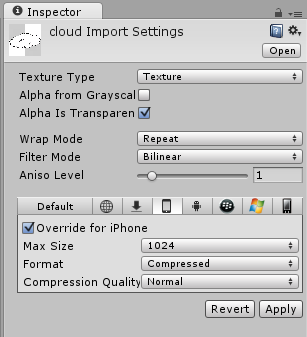 Inspector
cloud Import Settings
Open
Texture Type Texture
Alpha from Grayscal
Alpha Is Transparen
Wrap Mode Repeat
Filter Mode Bilinear
Aniso Level 1
Default
Override for iPhone
Max Size 1024
Format Compressed
Compression Quality Normal
Revert Apply